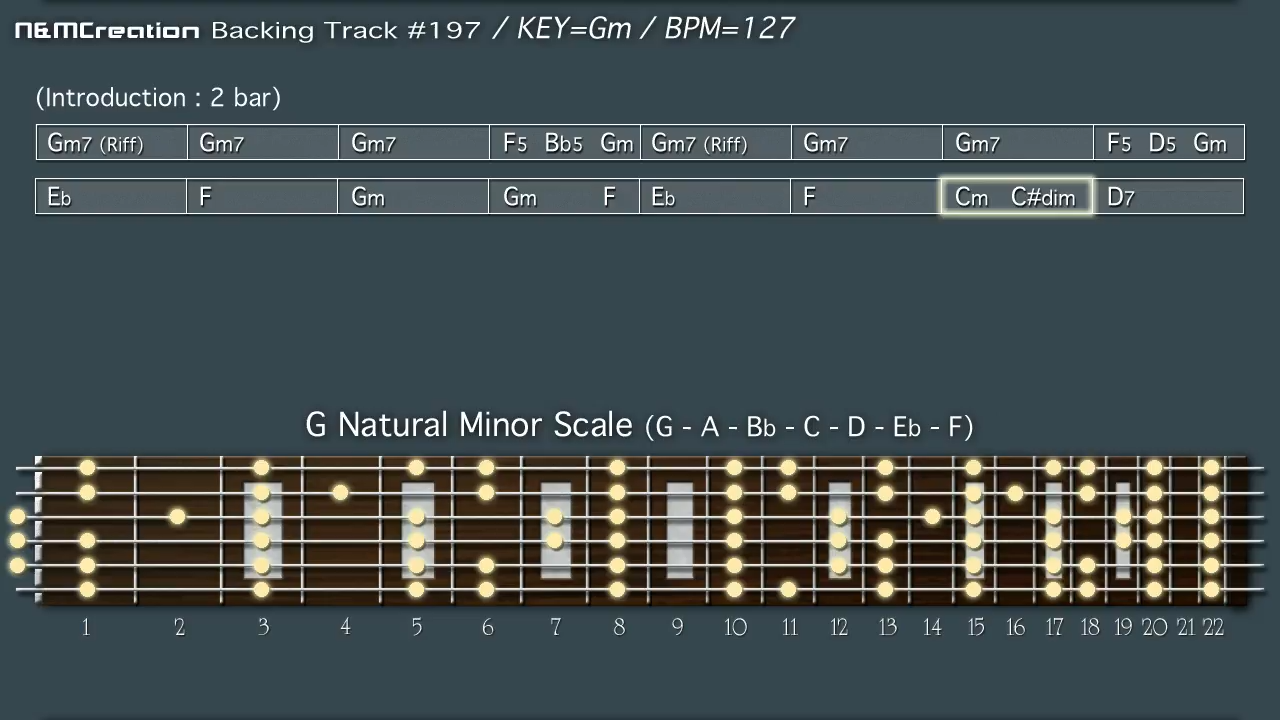 N&MCreation Backing Track #197 / KEY=Gm / BPM=127
(Introduction : 2 bar)
Gm7 (Riff) Gm7 Gm7 F5 Bb5 Gm Gm7 (Riff) Gm7 Gm7 F5 D5 Gm
Eb F Gm Gm F Eb F Cm C#dim D7
G Natural Minor Scale (G - A - Bb - C - D - Eb - F)
1 2 3 4 5 6 7 8 9 10 11 12 13 14 15 16 17 18 19 20 21 22